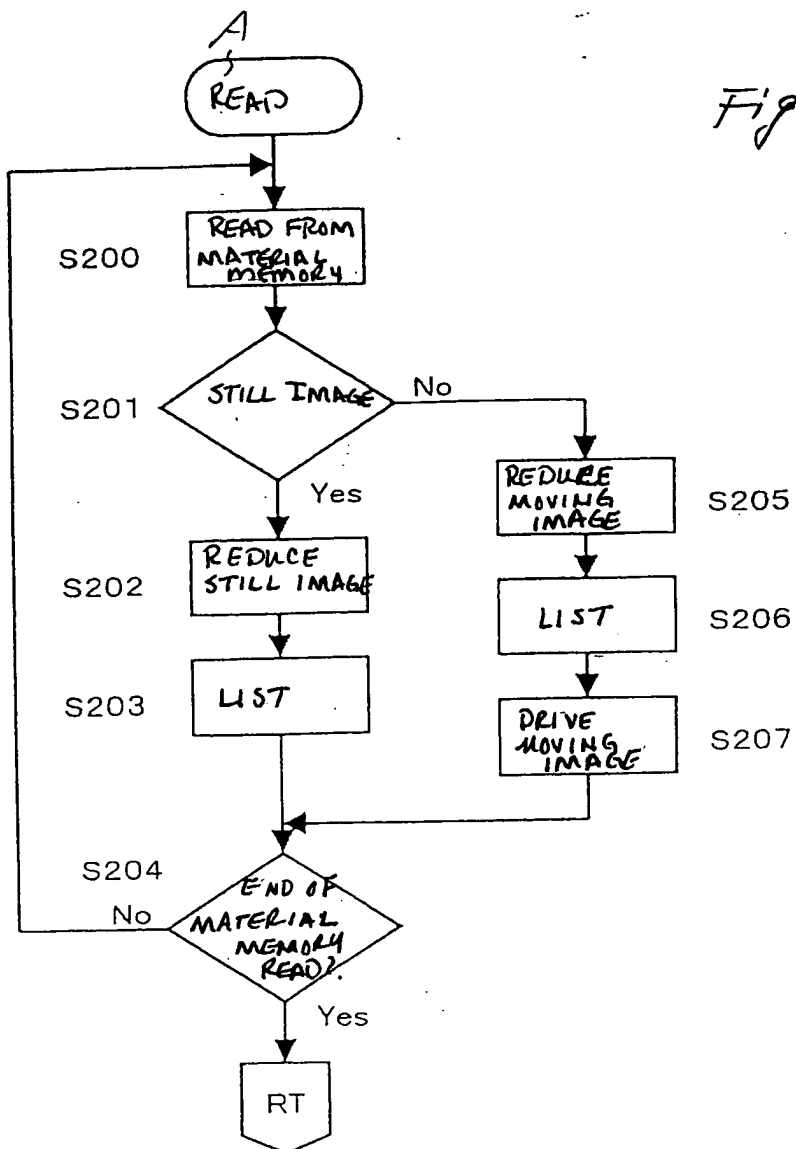 A
READ
Fig
S200
READ FROM
MATERIAL
MEMORY
S201
STILL IMAGE
No
Yes
REDUCE
MOVING
IMAGE
S205
S202
REDUCE
STILL IMAGE
LIST
S206
S203
LIST
DRIVE
MOVING
IMAGE
S207
S204
No
END OF
MATERIAL
MEMORY
READ?
Yes
RT